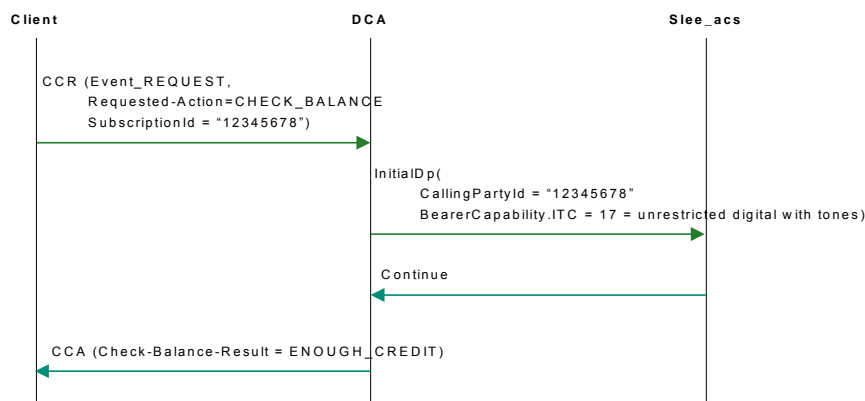 Client DCA Slee_acs
CCR (Event_REQUEST,
Requested-Action=CHECK_BALANCE
SubscriptionId = “12345678”)
InitialDp(
CallingPartyId = “12345678”
BearerCapability.ITC = 17 = unrestricted digital with tones)
Continue
CCA (Check-Balance-Result = ENOUGH_CREDIT)